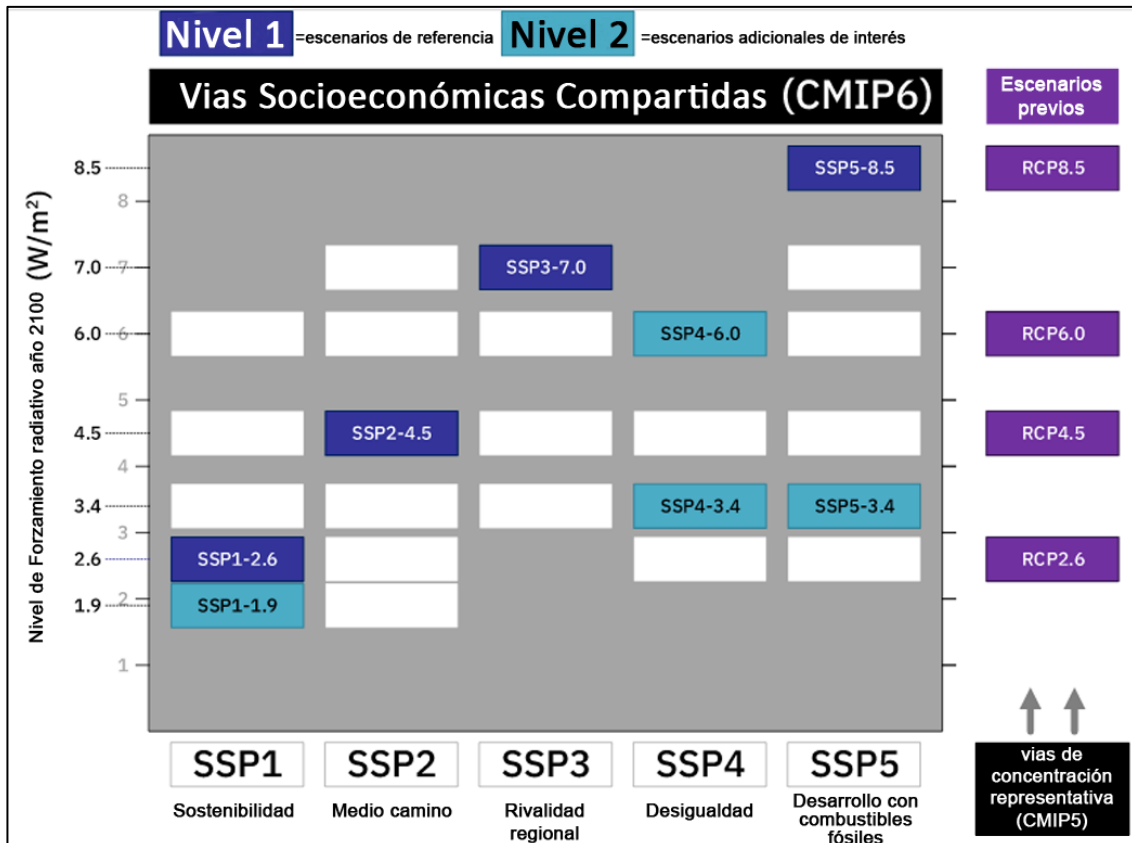 Nivel 1 =escenarios de referencia Nivel 2 =escenarios adicionales de interés
Vias Socioeconómicas Compartidas (CMIP6)
Escenarios
previos
Nivel de Forzamiento radiativo año 2100 (W/m²)
8.5 SSP5-8.5 RCP8.5
8
7.0 7 SSP3-7.0
6.0 6 SSP4-6.0 RCP6.0
5
4.5 SSP2-4.5 RCP4.5
4
3.4 SSP4-3.4 SSP5-3.4
3
2.6 SSP1-2.6 RCP2.6
1.9 2 SSP1-1.9
1
SSP1 SSP2 SSP3 SSP4 SSP5
Sostenibilidad
Medio camino
Rivalidad
regional
Desigualdad
Desarrollo con
combustibles
fósiles
vias de
concentración
representativa
(CMIP5)